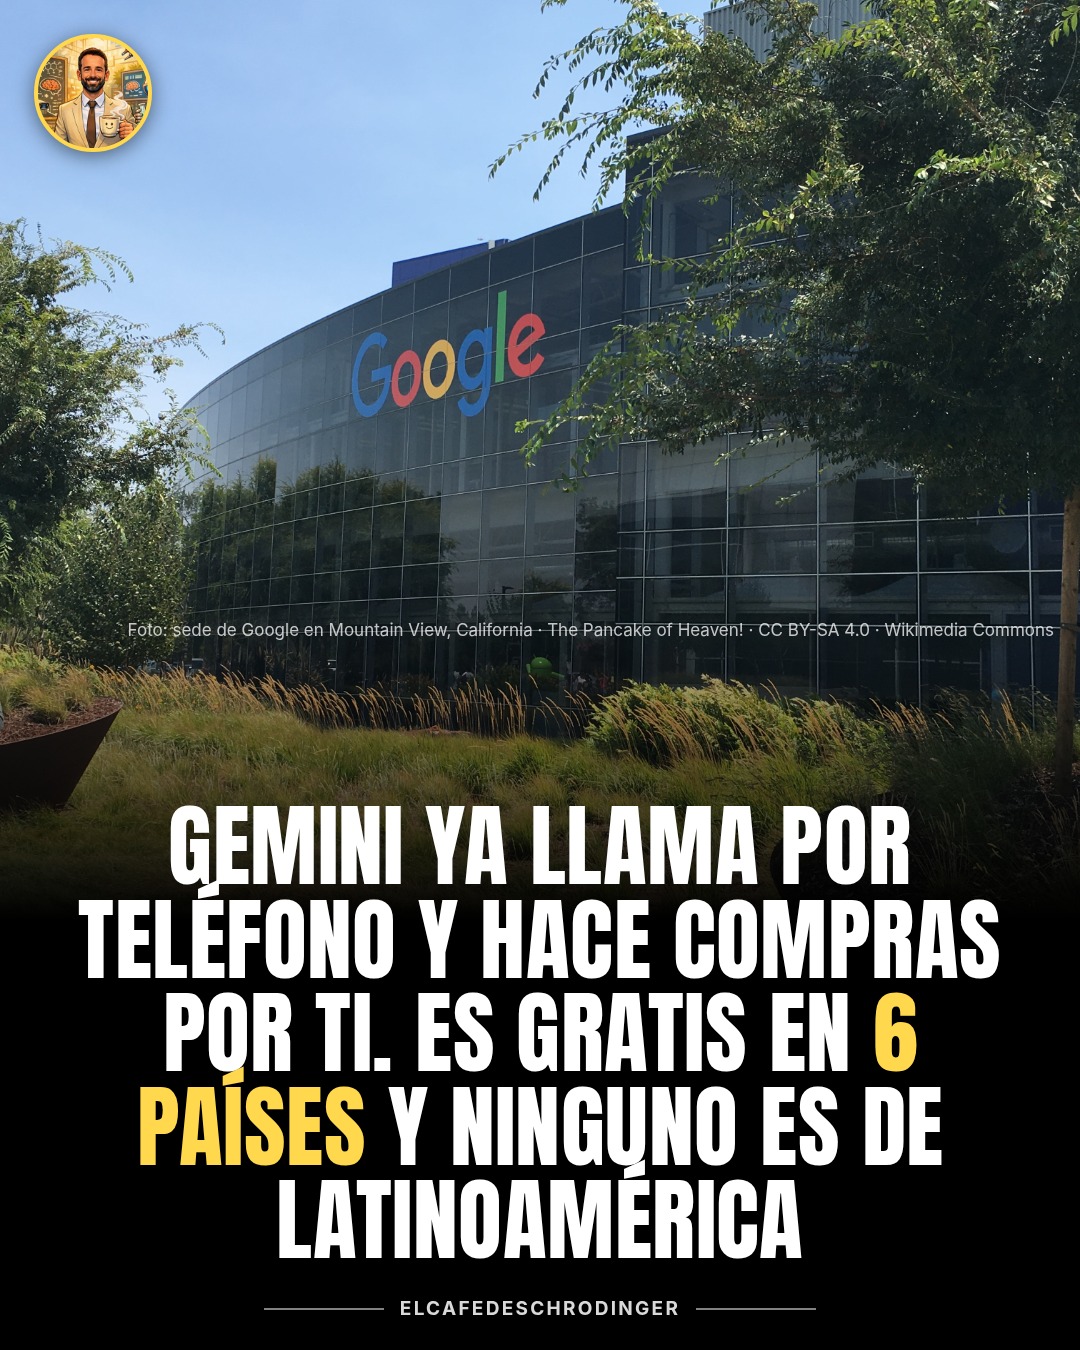 Google
Foto: sede de Google en Mountain View, California · The Pancake of Heaven! · CC BY-SA 4.0 · Wikimedia Commons
GEMINI YA LLAMA POR
TELÉFONO Y HACE COMPRAS
POR TI. ES GRATIS EN 6
PAÍSES Y NINGUNO ES DE
LATINOAMÉRICA
ELCAFEDESCHRODINGER